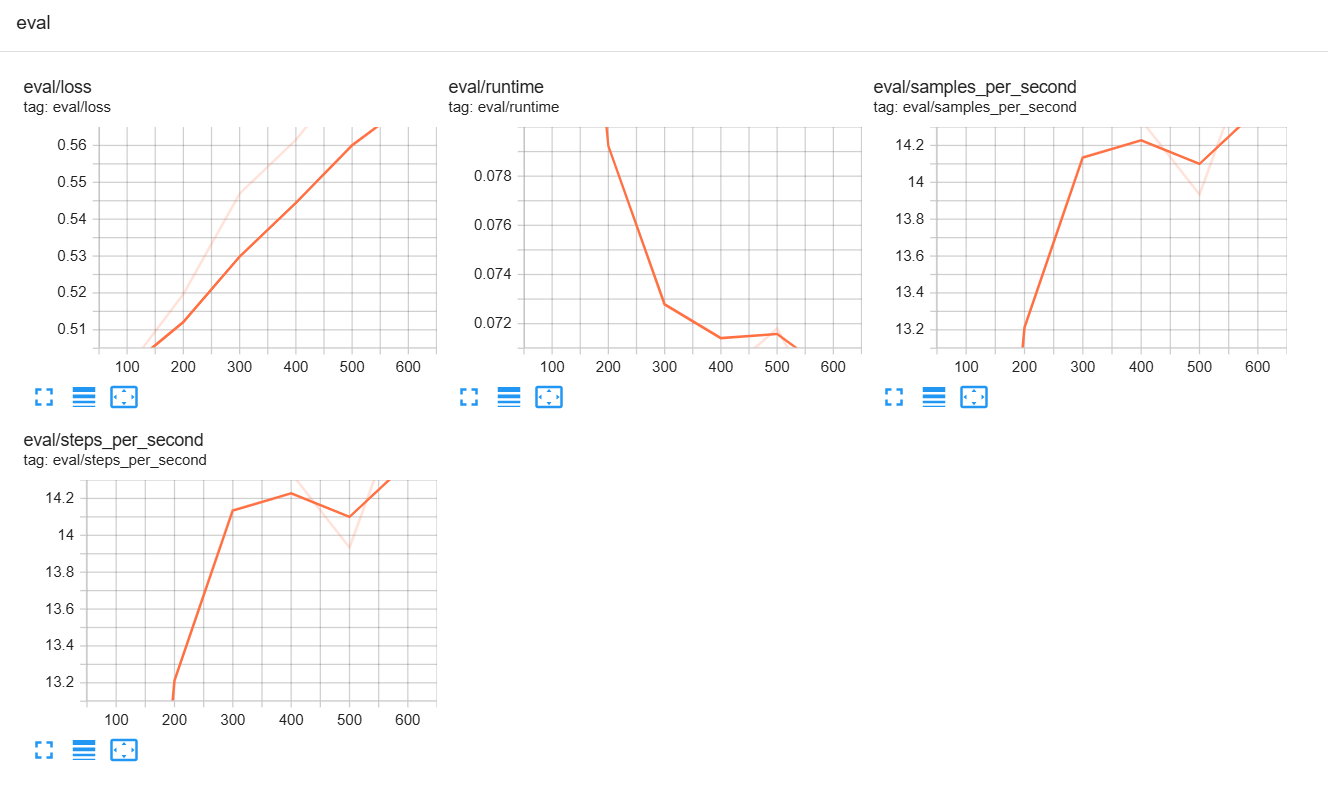 eval
eval/loss
tag: eval/loss
0.56
0.55
0.54
0.53
0.52
0.51
100 200 300 400 500 600
eval/runtime
tag: eval/runtime
0.078
0.076
0.074
0.072
100 200 300 400 500 600
eval/samples_per_second
tag: eval/samples_per_second
14.2
14
13.8
13.6
13.4
13.2
100 200 300 400 500 600
eval/steps_per_second
tag: eval/steps_per_second
14.2
14
13.8
13.6
13.4
13.2
100 200 300 400 500 600